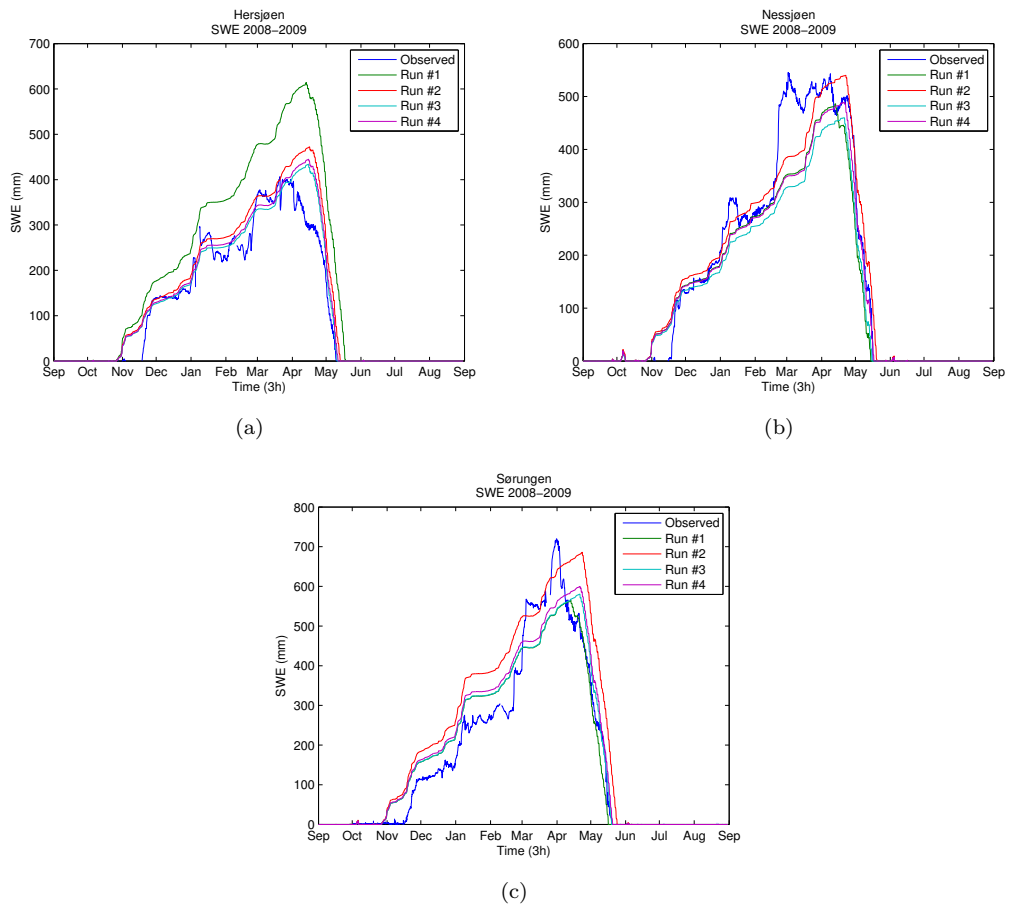 Hersjøen
SWE 2008−2009
700
600
500
400
300
200
100
0
SWE (mm)
Observed
Run #1
Run #2
Run #3
Run #4
Sep Oct Nov Dec Jan Feb Mar Apr May Jun Jul Aug Sep
Time (3h)
(a)
Nessjøen
SWE 2008−2009
600
500
400
300
200
100
0
SWE (mm)
Observed
Run #1
Run #2
Run #3
Run #4
Sep Oct Nov Dec Jan Feb Mar Apr May Jun Jul Aug Sep
Time (3h)
(b)
Sørungen
SWE 2008−2009
800
700
600
500
400
300
200
100
0
SWE (mm)
Observed
Run #1
Run #2
Run #3
Run #4
Sep Oct Nov Dec Jan Feb Mar Apr May Jun Jul Aug Sep
Time (3h)
(c)